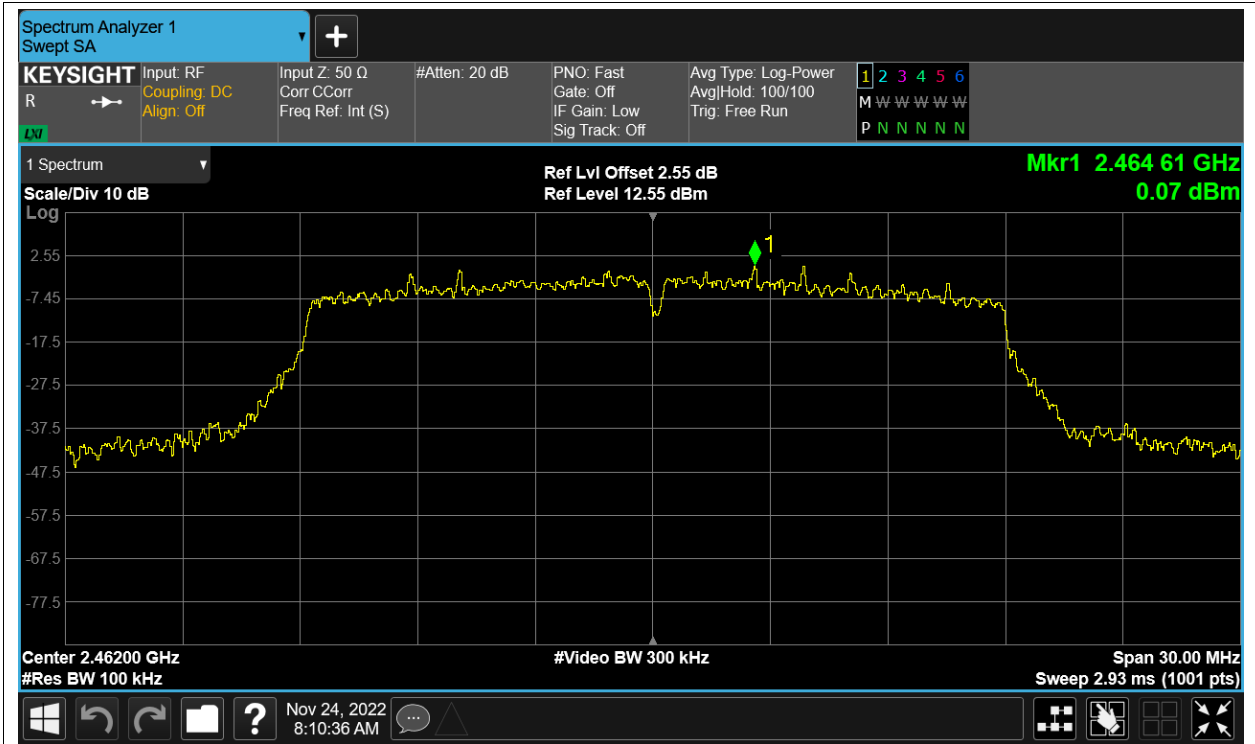 Spectrum Analyzer 1
Swept SA
KEYSIGHT
R
LXI
Input: RF
Coupling: DC
Align: Off
Input Z: 50 Ω
Corr CCorr
Freq Ref: Int (S)
#Atten: 20 dB
PNO: Fast
Gate: Off
IF Gain: Low
Sig Track: Off
Avg Type: Log-Power
Avg|Hold: 100/100
Trig: Free Run
1 2 3 4 5 6
M W W W W W
P N N N N N
1 Spectrum
Scale/Div 10 dB
Log
Ref Lvl Offset 2.55 dB
Ref Level 12.55 dBm
Mkr1 2.464 61 GHz
0.07 dBm
1
2.55
-7.45
-17.5
-27.5
-37.5
-47.5
-57.5
-67.5
-77.5
Center 2.46200 GHz
#Res BW 100 kHz
#Video BW 300 kHz
Span 30.00 MHz
Sweep 2.93 ms (1001 pts)
?
Nov 24, 2022
8:10:36 AM